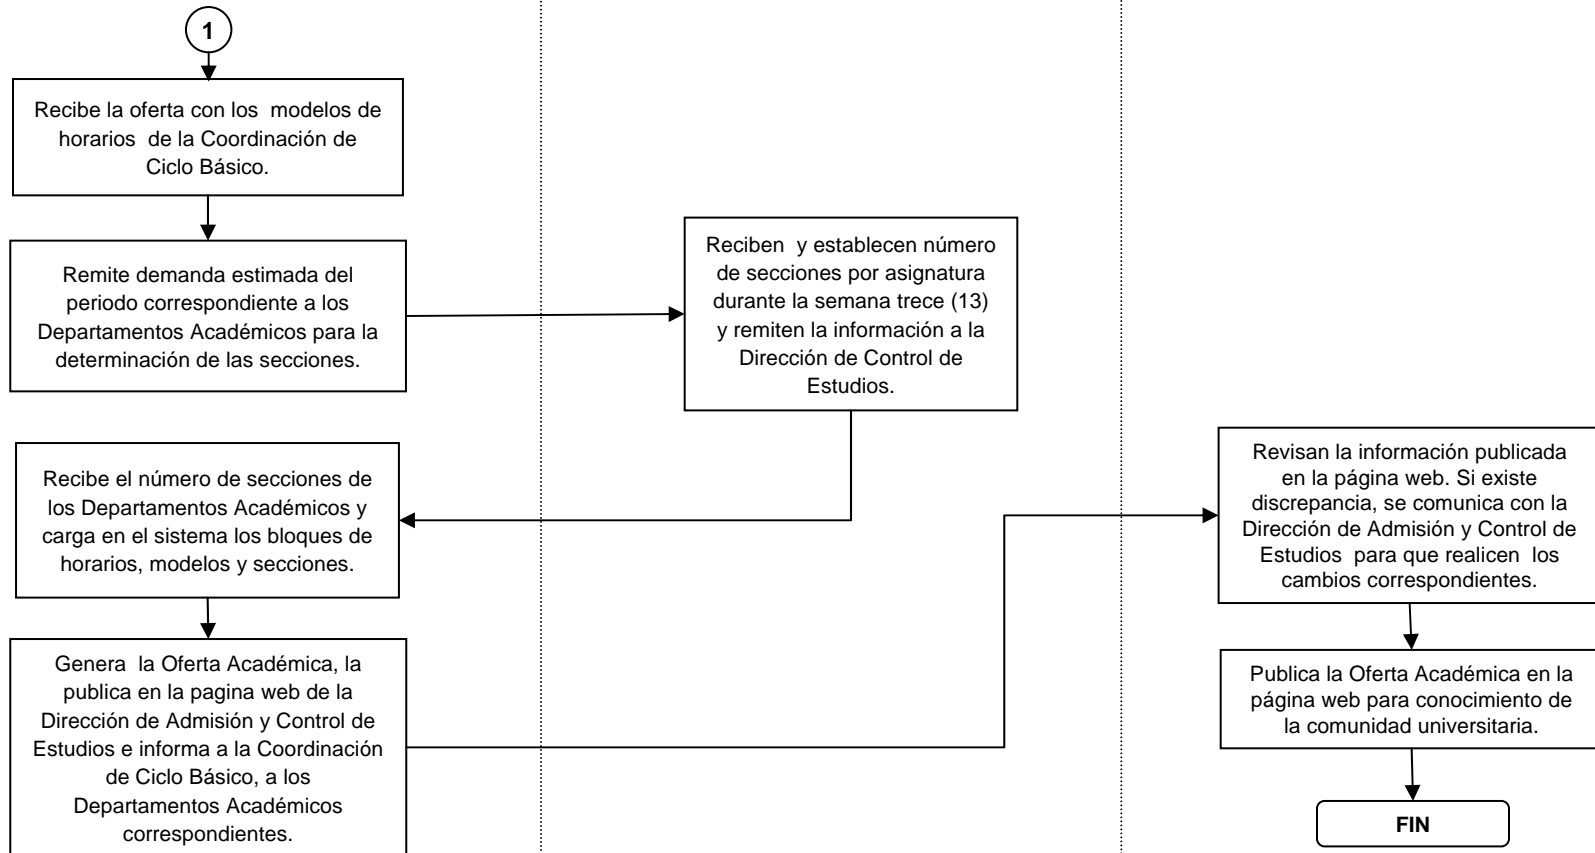 1
Recibe la oferta con los modelos de
horarios de la Coordinación de
Ciclo Básico.
Remite demanda estimada del
periodo correspondiente a los
Departamentos Académicos para la
determinación de las secciones.
Reciben y establecen número
de secciones por asignatura
durante la semana trece (13)
y remiten la información a la
Dirección de Control de
Estudios.
Recibe el número de secciones de
los Departamentos Académicos y
carga en el sistema los bloques de
horarios, modelos y secciones.
Genera la Oferta Académica, la
publica en la pagina web de la
Dirección de Admisión y Control de
Estudios e informa a la Coordinación
de Ciclo Básico, a los
Departamentos Académicos
correspondientes.
Revisan la información publicada
en la página web. Si existe
discrepancia, se comunica con la
Dirección de Admisión y Control de
Estudios para que realicen los
cambios correspondientes.
Publica la Oferta Académica en la
página web para conocimiento de
la comunidad universitaria.
FIN